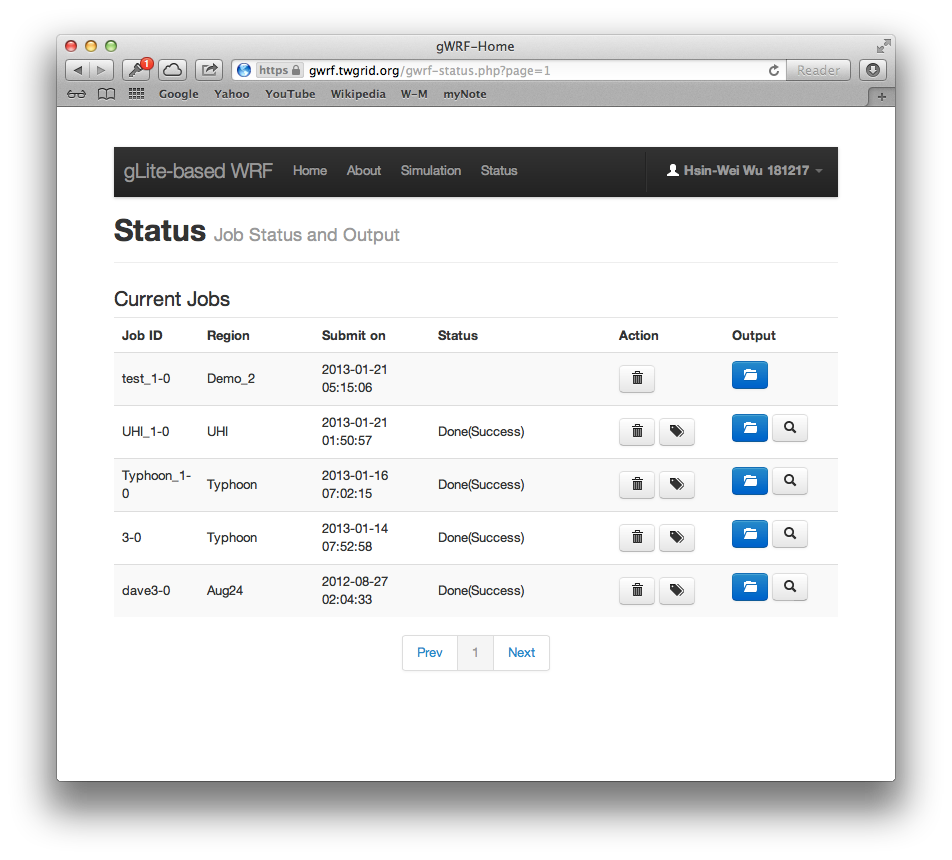 gWRF-Home
1
https gwrf.twgrid.org/gwrf-status.php?page=1 Reader
Google Yahoo YouTube Wikipedia W-M myNote
+
gLite-based WRF Home About Simulation Status Hsin-Wei Wu 181217
Status Job Status and Output
Current Jobs
Job ID Region Submit on Status Action Output
test_1-0 Demo_2 2013-01-21
05:15:06
UHI_1-0 UHI 2013-01-21
01:50:57 Done(Success)
Typhoon_1-
0 Typhoon 2013-01-16
07:02:15 Done(Success)
3-0 Typhoon 2013-01-14
07:52:58 Done(Success)
dave3-0 Aug24 2012-08-27
02:04:33 Done(Success)
Prev 1 Next